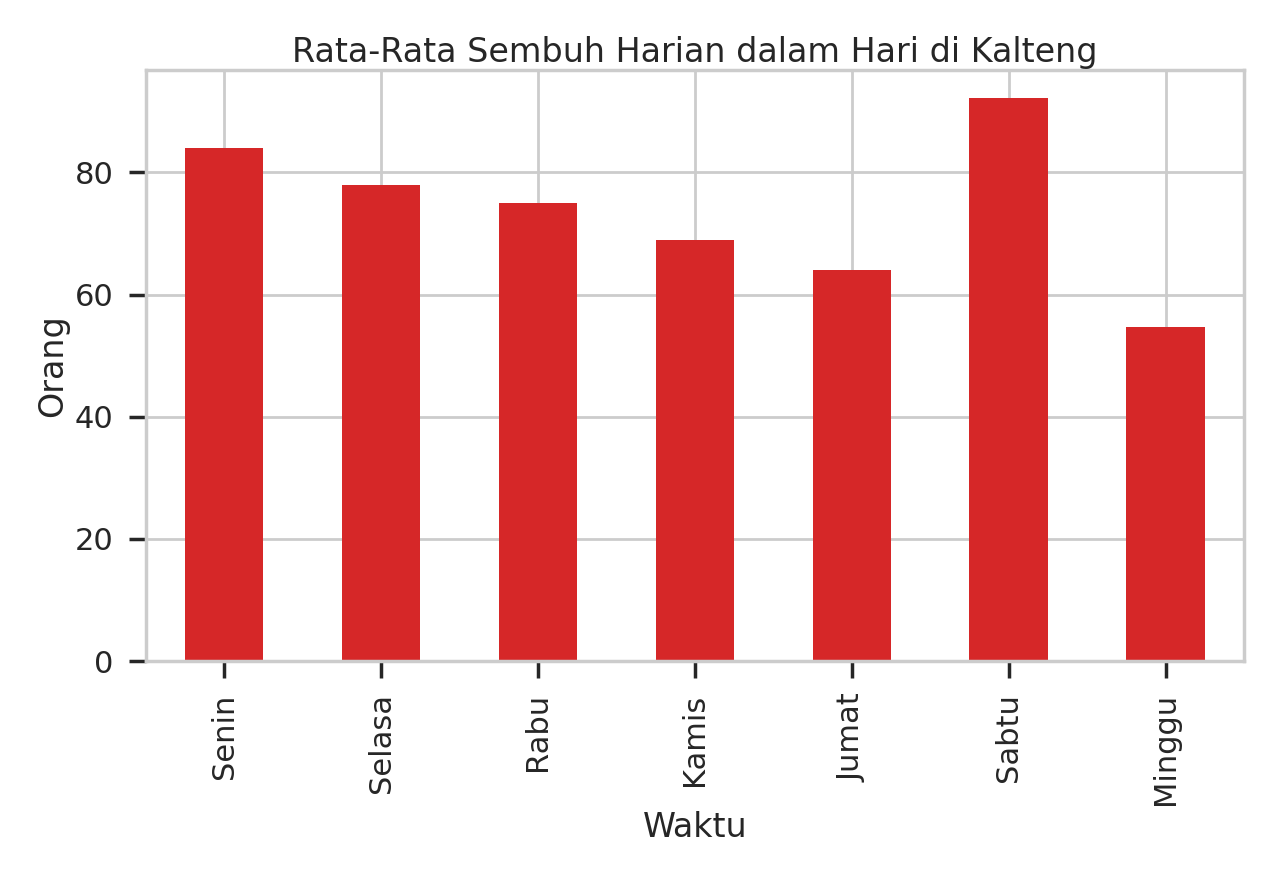 Rata-Rata Sembuh Harian dalam Hari di Kalteng
80
60
40
20
0
Orang
Senin
Selasa
Rabu
Kamis
Jumat
Sabtu
Minggu
Waktu